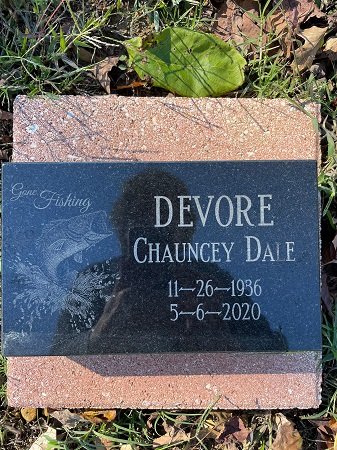 Gone
Fishing
DEVORE
CHAUNCEY DALE
11-26-1936
5-6-2020